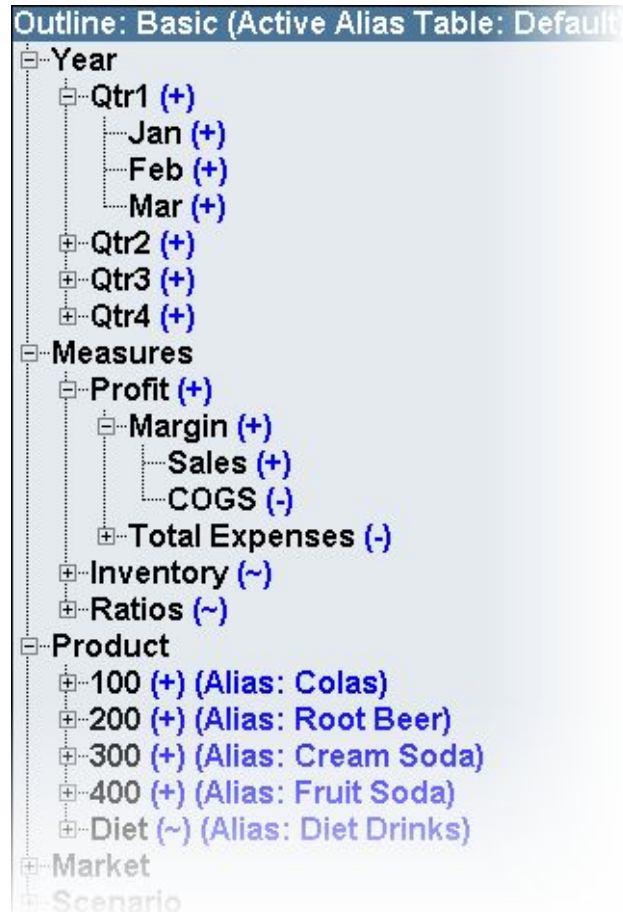 Outline: Basic (Active Alias Table: Default)
Year
Qtr1 (+)
Jan (+)
Feb (+)
Mar (+)
Qtr2 (+)
Qtr3 (+)
Qtr4 (+)
Measures
Profit (+)
Margin (+)
Sales (+)
COGS (-)
Total Expenses (-)
Inventory (~)
Ratios (~)
Product
100 (+) (Alias: Colas)
200 (+) (Alias: Root Beer)
300 (+) (Alias: Cream Soda)
400 (+) (Alias: Fruit Soda)
Diet (~) (Alias: Diet Drinks)
Market
Scenario